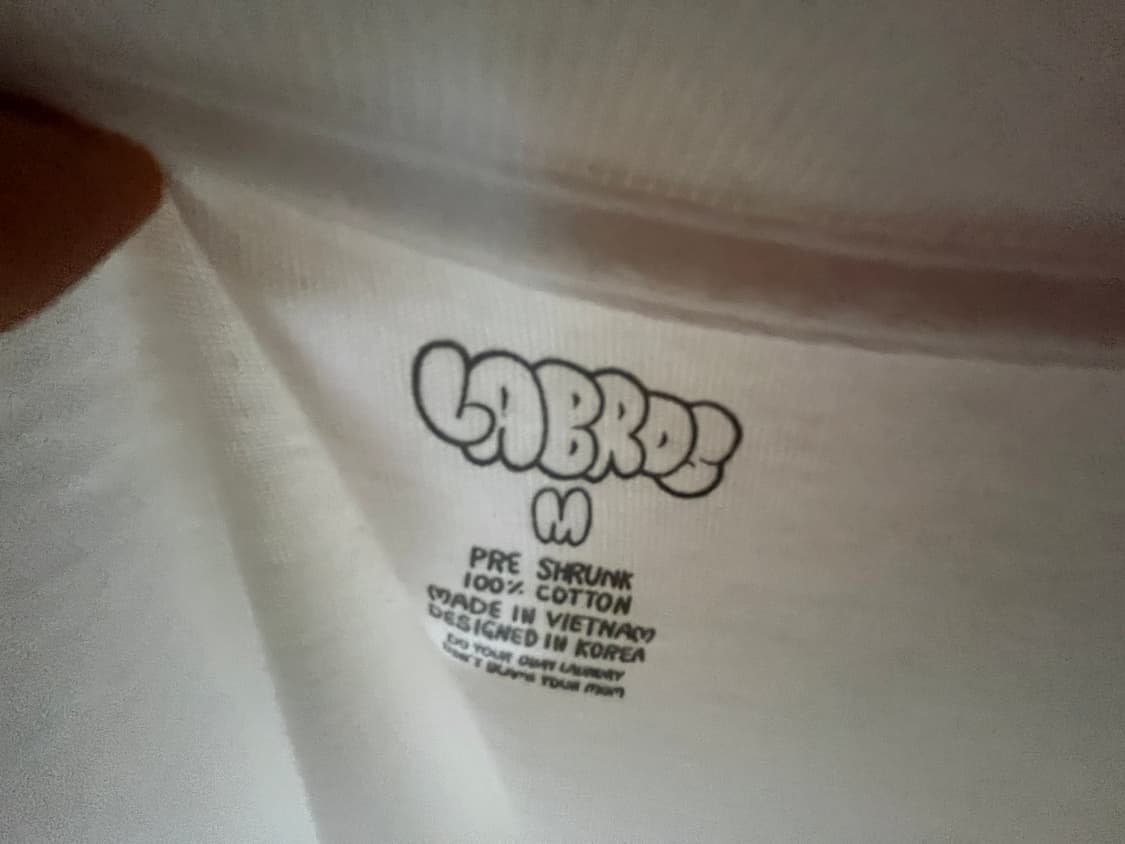 LABROS
M
PRE SHRUNK
100% COTTON
MADE IN VIETNAM
DESIGNED IN KOREA
DO YOUR OWN LAUNDRY
DON'T BLAME YOUR MOM